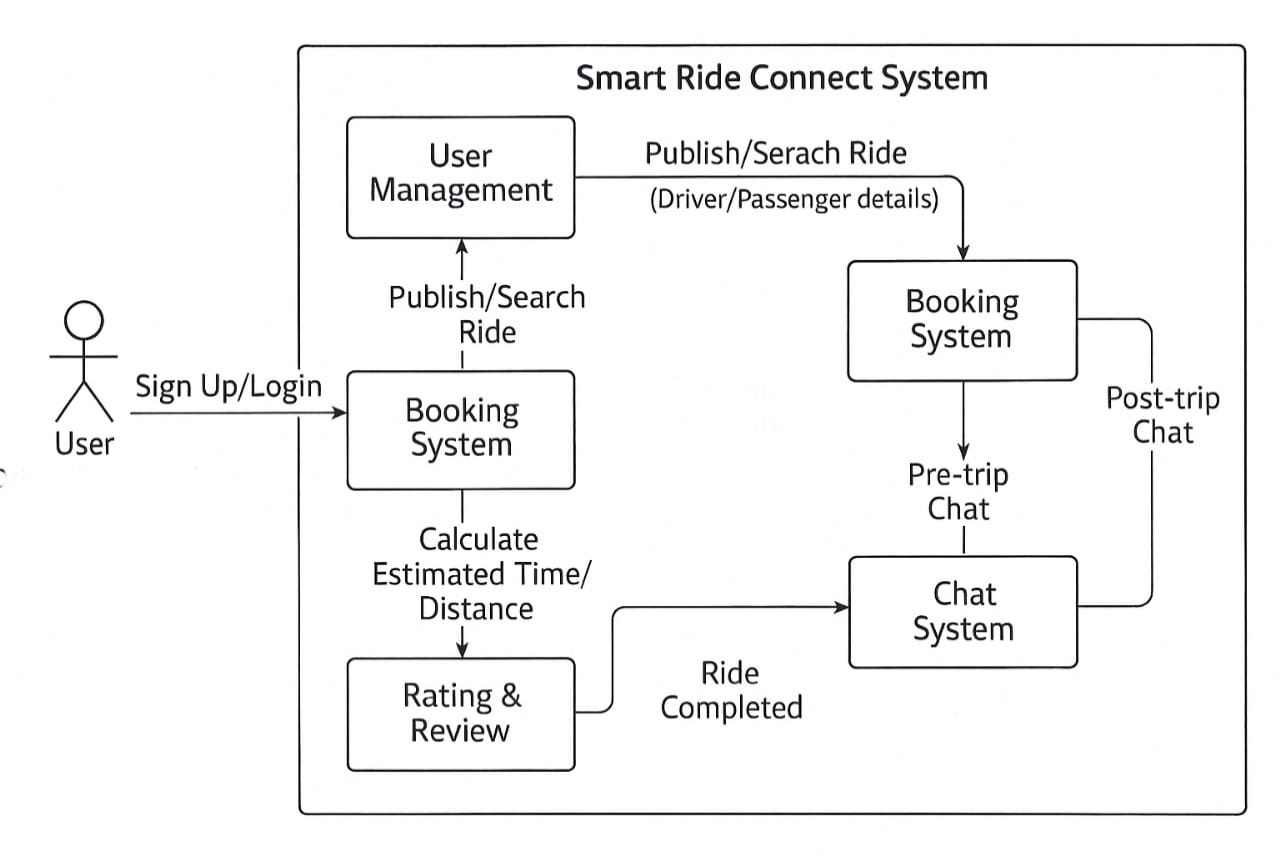 Smart Ride Connect System
User
Management
Publish/Serach Ride
(Driver/Passenger details)
Publish/Search
Ride
Booking
System
Sign Up/Login
User
Booking
System
Post-trip
Chat
Pre-trip
Chat
Calculate
Estimated Time/
Distance
Chat
System
Rating &
Review
Ride
Completed